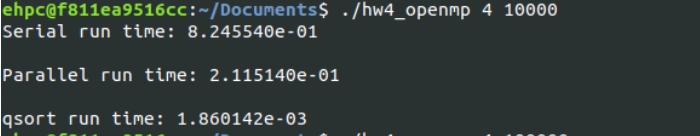 ehpc@f811ea9516cc:~/Documents$ ./hw4_openmp 4 10000
Serial run time: 8.245540e-01
Parallel run time: 2.115140e-01
qsort run time: 1.860142e-03